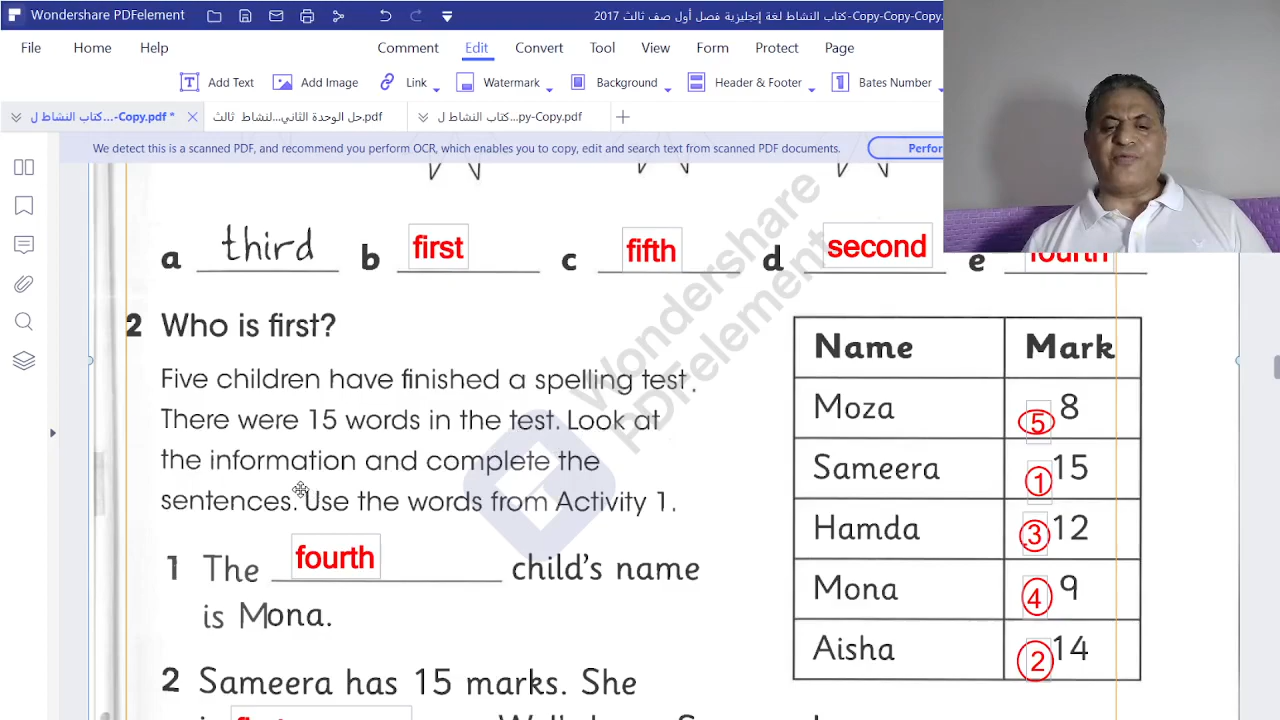 Wondershare PDFelement
كتاب النشاط لغة إنجليزية فصل أول صف ثالث 2017-Copy-Copy-Copy.
File Home Help Comment Edit Convert Tool View Form Protect Page
Add Text Add Image Link Watermark Background Header & Footer Bates Number
كتاب النشاط ل...-Copy.pdf * حل الوحدة الثاني...لنشاط ثالث.pdf كتاب النشاط ل...py-Copy.pdf
We detect this is a scanned PDF, and recommend you perform OCR, which enables you to copy, edit and search text from scanned PDF documents.
a third b first c fifth d second e fourth
2 Who is first?
Five children have finished a spelling test.
There were 15 words in the test. Look at
the information and complete the
sentences. Use the words from Activity 1.
1 The fourth child's name
is Mona.
2 Sameera has 15 marks. She
Name Mark
Moza 5 8
Sameera 1 15
Hamda 3 12
Mona 4 9
Aisha 2 14
Wondershare
PDFelement